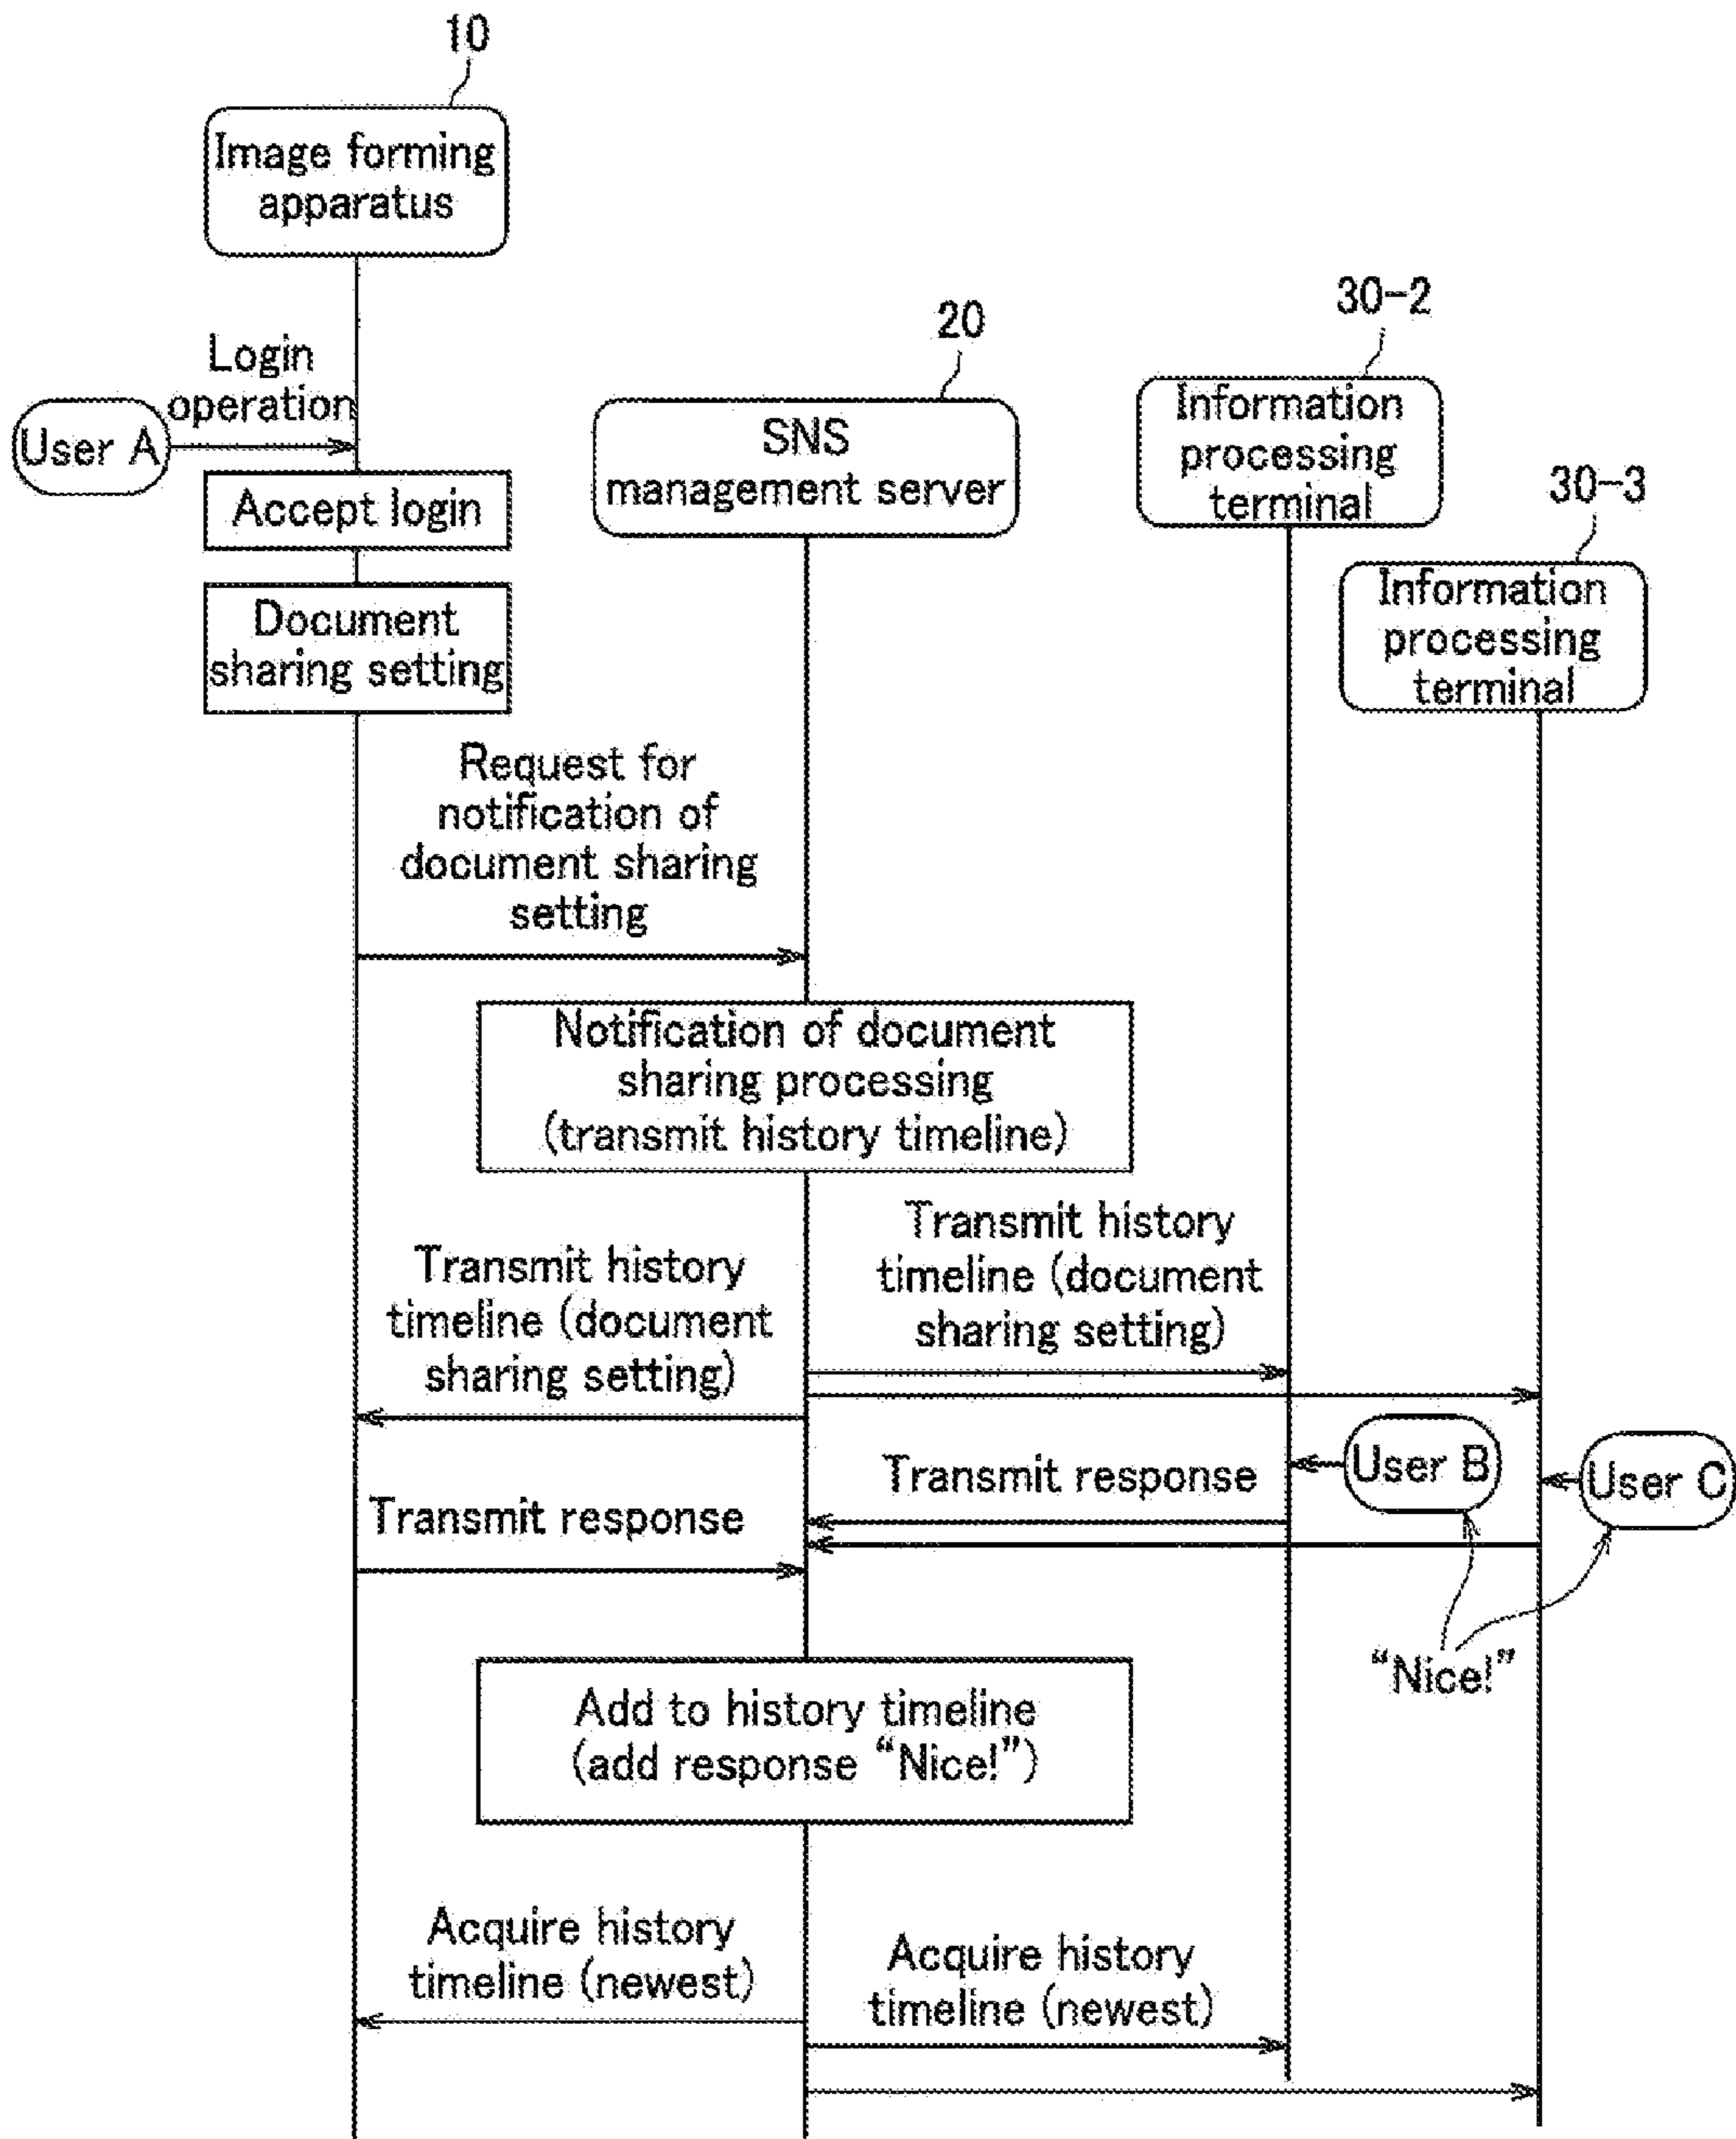 10
Image forming
apparatus
20
30-2
30-3
Login
operation
User A
SNS
management server
Information
processing
terminal
Information
processing
terminal
Accept login
Document
sharing setting
Request for
notification of
document sharing
setting
Notification of document
sharing processing
(transmit history timeline)
Transmit history
timeline (document
sharing setting)
Transmit history
timeline (document
sharing setting)
User B
User C
Transmit response
Transmit response
“Nice!”
Add to history timeline
(add response “Nice!”)
Acquire history
timeline (newest)
Acquire history
timeline (newest)